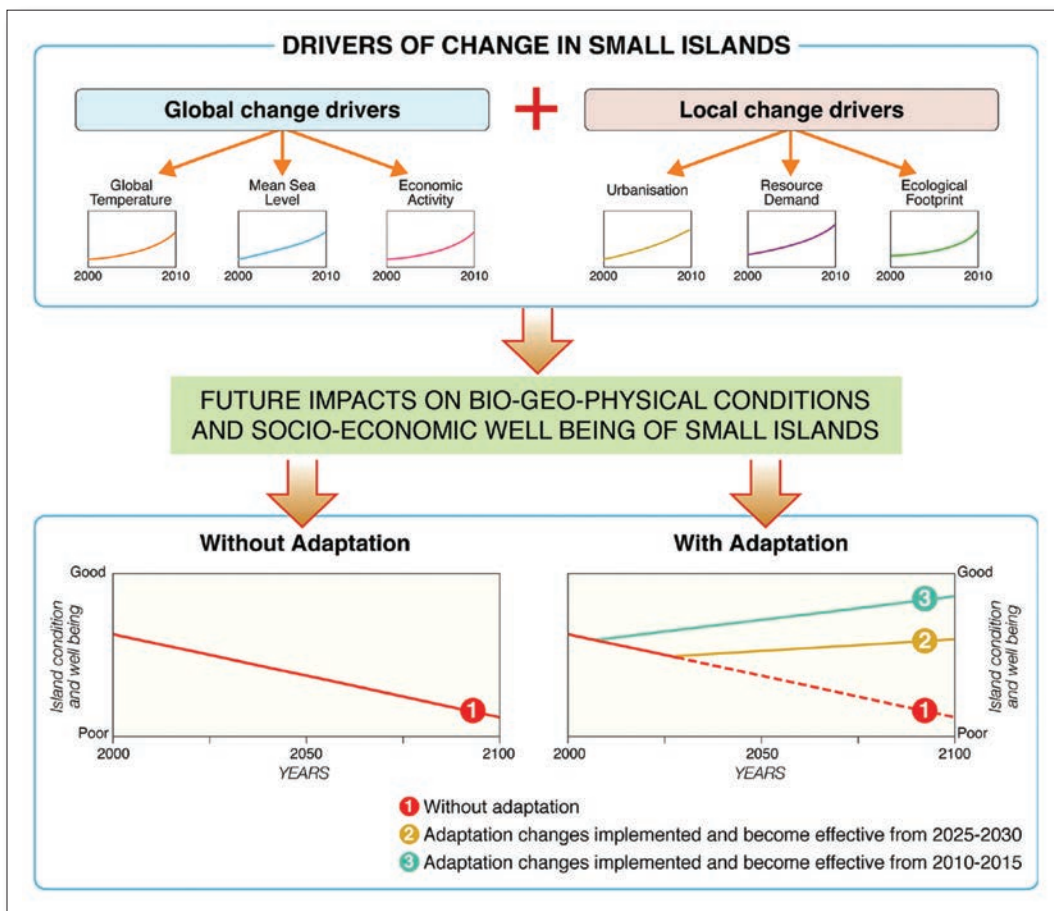 DRIVERS OF CHANGE IN SMALL ISLANDS
Global change drivers
+
Local change drivers
Global
Temperature
2000 2010
Mean Sea
Level
2000 2010
Economic
Activity
2000 2010
Urbanisation
2000 2010
Resource
Demand
2000 2010
Ecological
Footprint
2000 2010
FUTURE IMPACTS ON BIO-GEO-PHYSICAL CONDITIONS
AND SOCIO-ECONOMIC WELL BEING OF SMALL ISLANDS
Without Adaptation
Good
Island condition
and well being
Poor
1
2000 2050 2100
YEARS
With Adaptation
Good
3
2
1
Island condition
and well being
Poor
2000 2050 2100
YEARS
1 Without adaptation
2 Adaptation changes implemented and become effective from 2025-2030
3 Adaptation changes implemented and become effective from 2010-2015